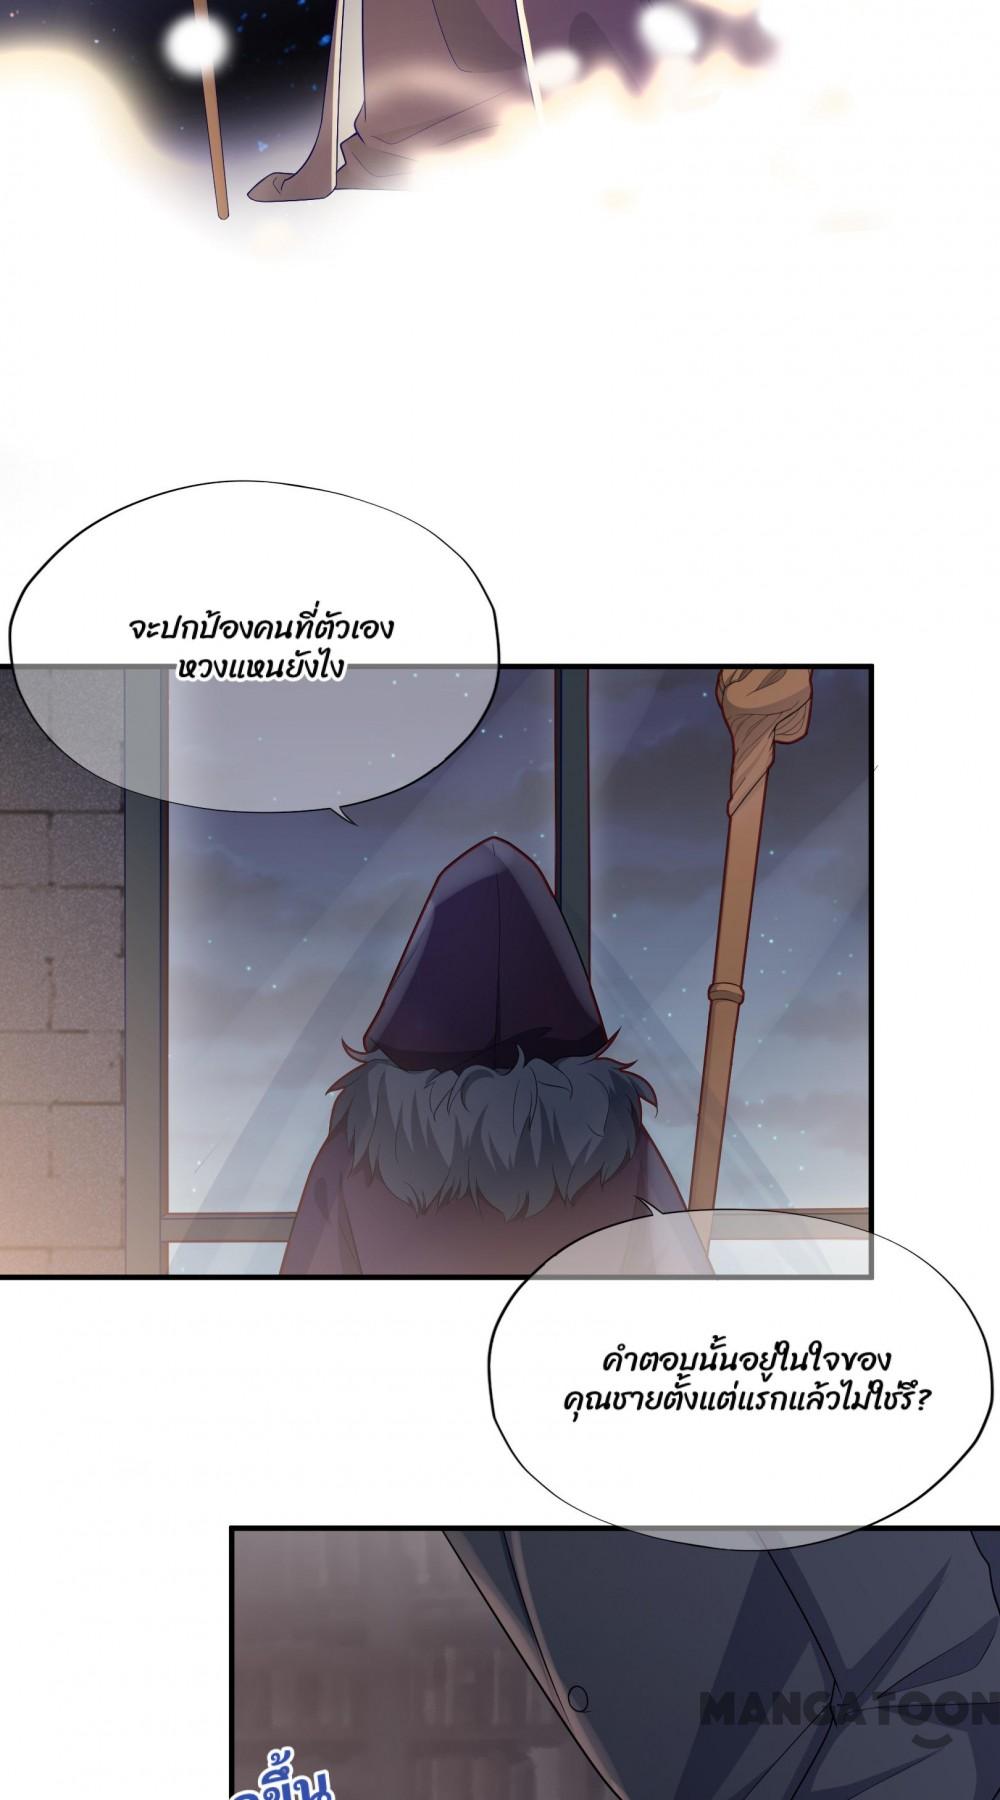 จะปกป้องคนที่ตัวเอง
หวงแหนยังไง
คำตอบนั้นอยู่ในใจของ
คุณชายตั้งแต่แรกแล้วไม่ใช่รึ?
MANGATOON